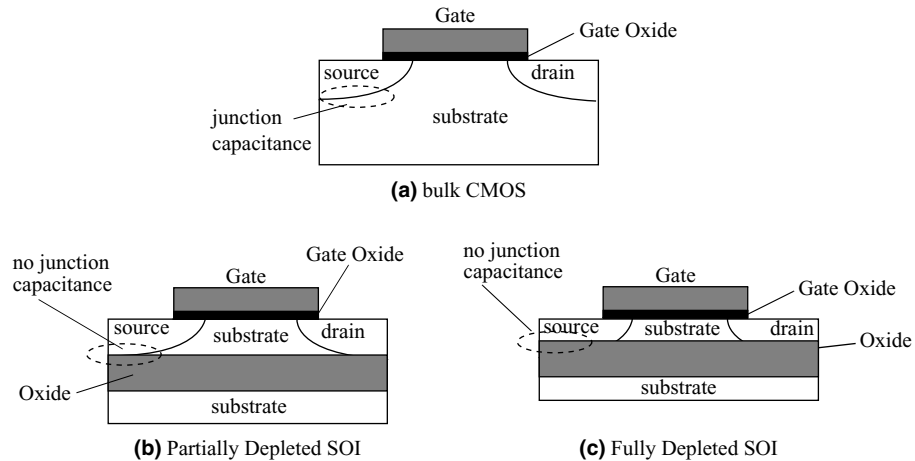 Gate
Gate Oxide
source
drain
junction
capacitance
substrate
(a) bulk CMOS
no junction
capacitance
Gate
Gate Oxide
source
substrate
drain
Oxide
substrate
(b) Partially Depleted SOI
no junction
capacitance
Gate
Gate Oxide
source
substrate
drain
Oxide
substrate
(c) Fully Depleted SOI